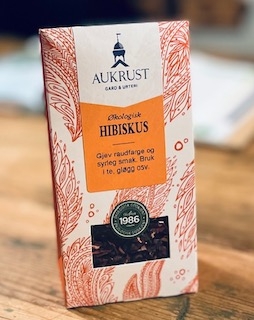 AUKRUST
GARD & URTERI
Økologisk
HIBISKUS
Gjev raudfarge og
syrleg smak. Bruk
i te, gløgg osv.
1986